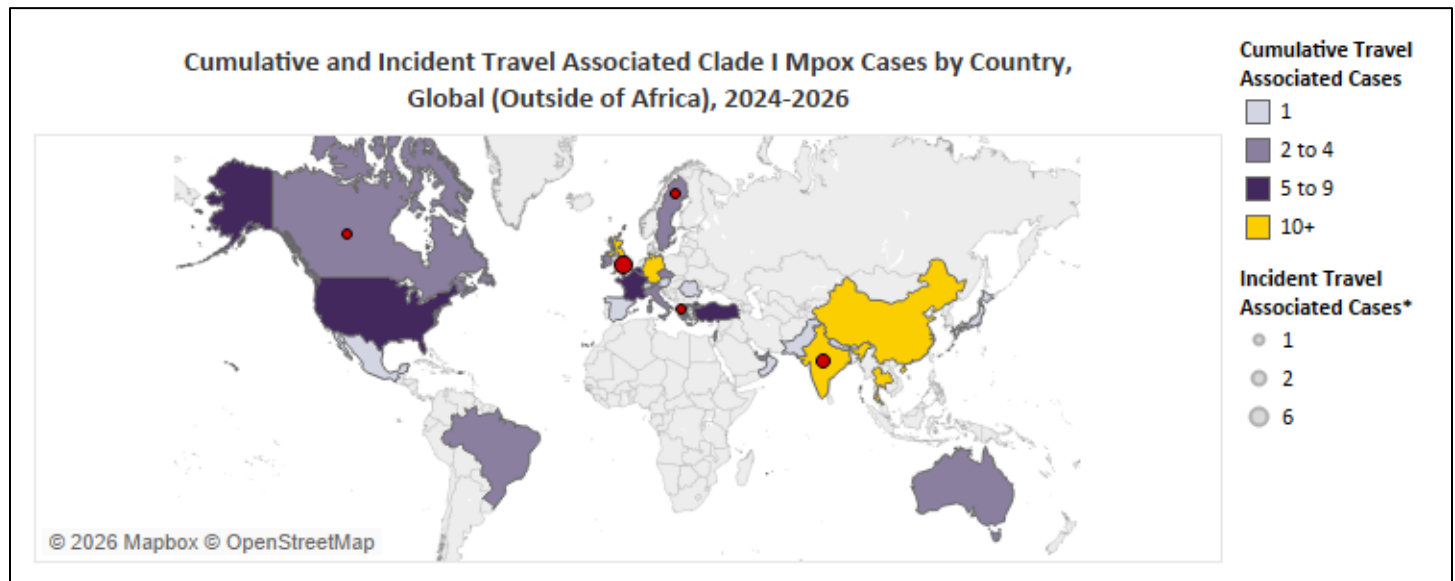 Cumulative and Incident Travel Associated Clade I Mpox Cases by Country,
Global (Outside of Africa), 2024-2026
Cumulative Travel
Associated Cases
1
2 to 4
5 to 9
10+
Incident Travel
Associated Cases*
1
2
6
© 2026 Mapbox © OpenStreetMap